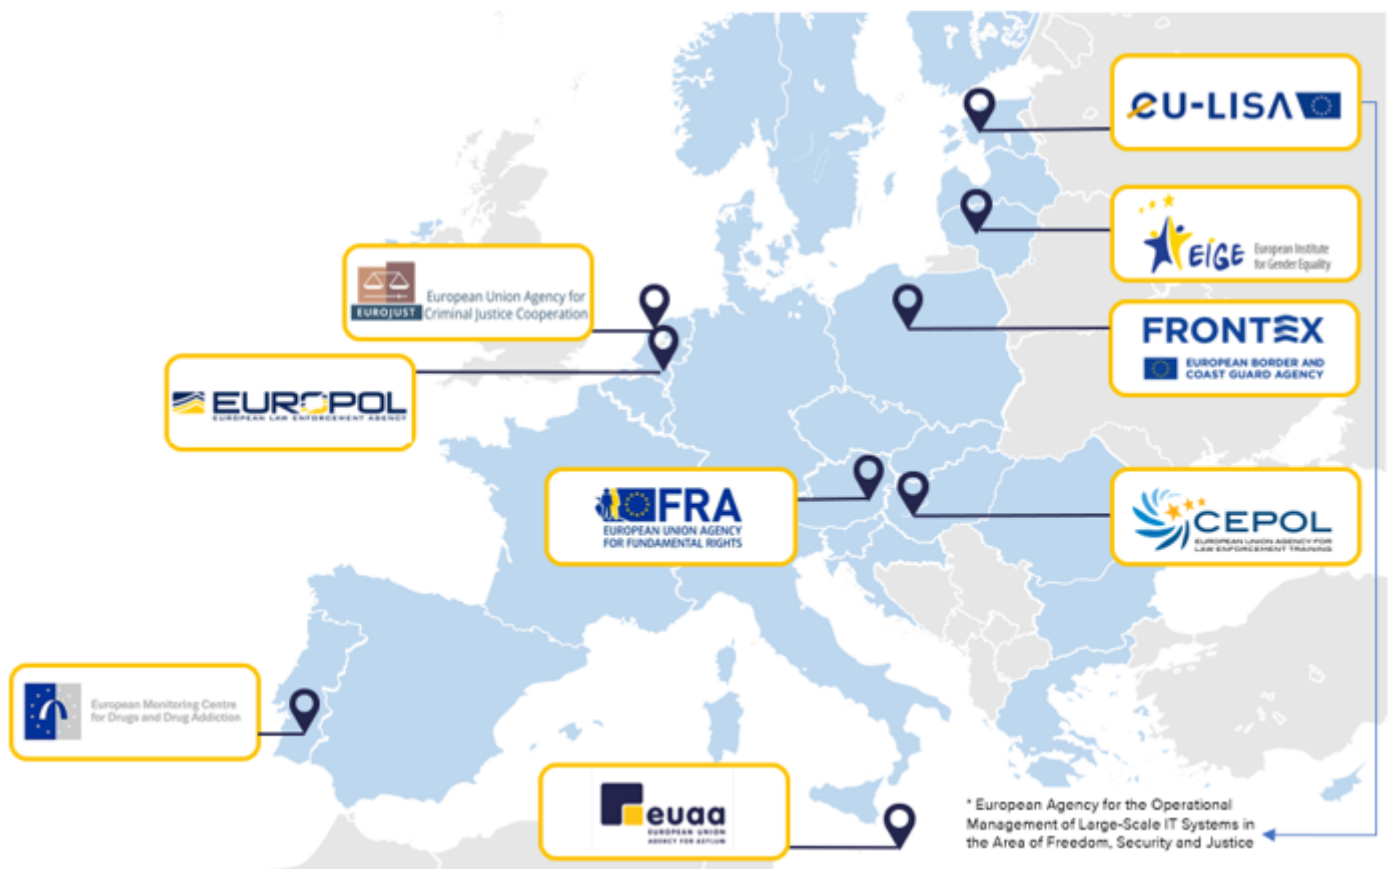 eu-LISA
EIGE
European Institute
for Gender Equality
EUROJUST
European Union Agency for
Criminal Justice Cooperation
FRONTEX
EUROPEAN BORDER AND
COAST GUARD AGENCY
EUROPOL
EUROPEAN LAW ENFORCEMENT AGENCY
FRA
EUROPEAN UNION AGENCY
FOR FUNDAMENTAL RIGHTS
CEPOL
EUROPEAN UNION AGENCY FOR
LAW ENFORCEMENT TRAINING
European Monitoring Centre
for Drugs and Drug Addiction
euaa
EUROPEAN UNION
AGENCY FOR ASYLUM
* European Agency for the Operational
Management of Large-Scale IT Systems in
the Area of Freedom, Security and Justice